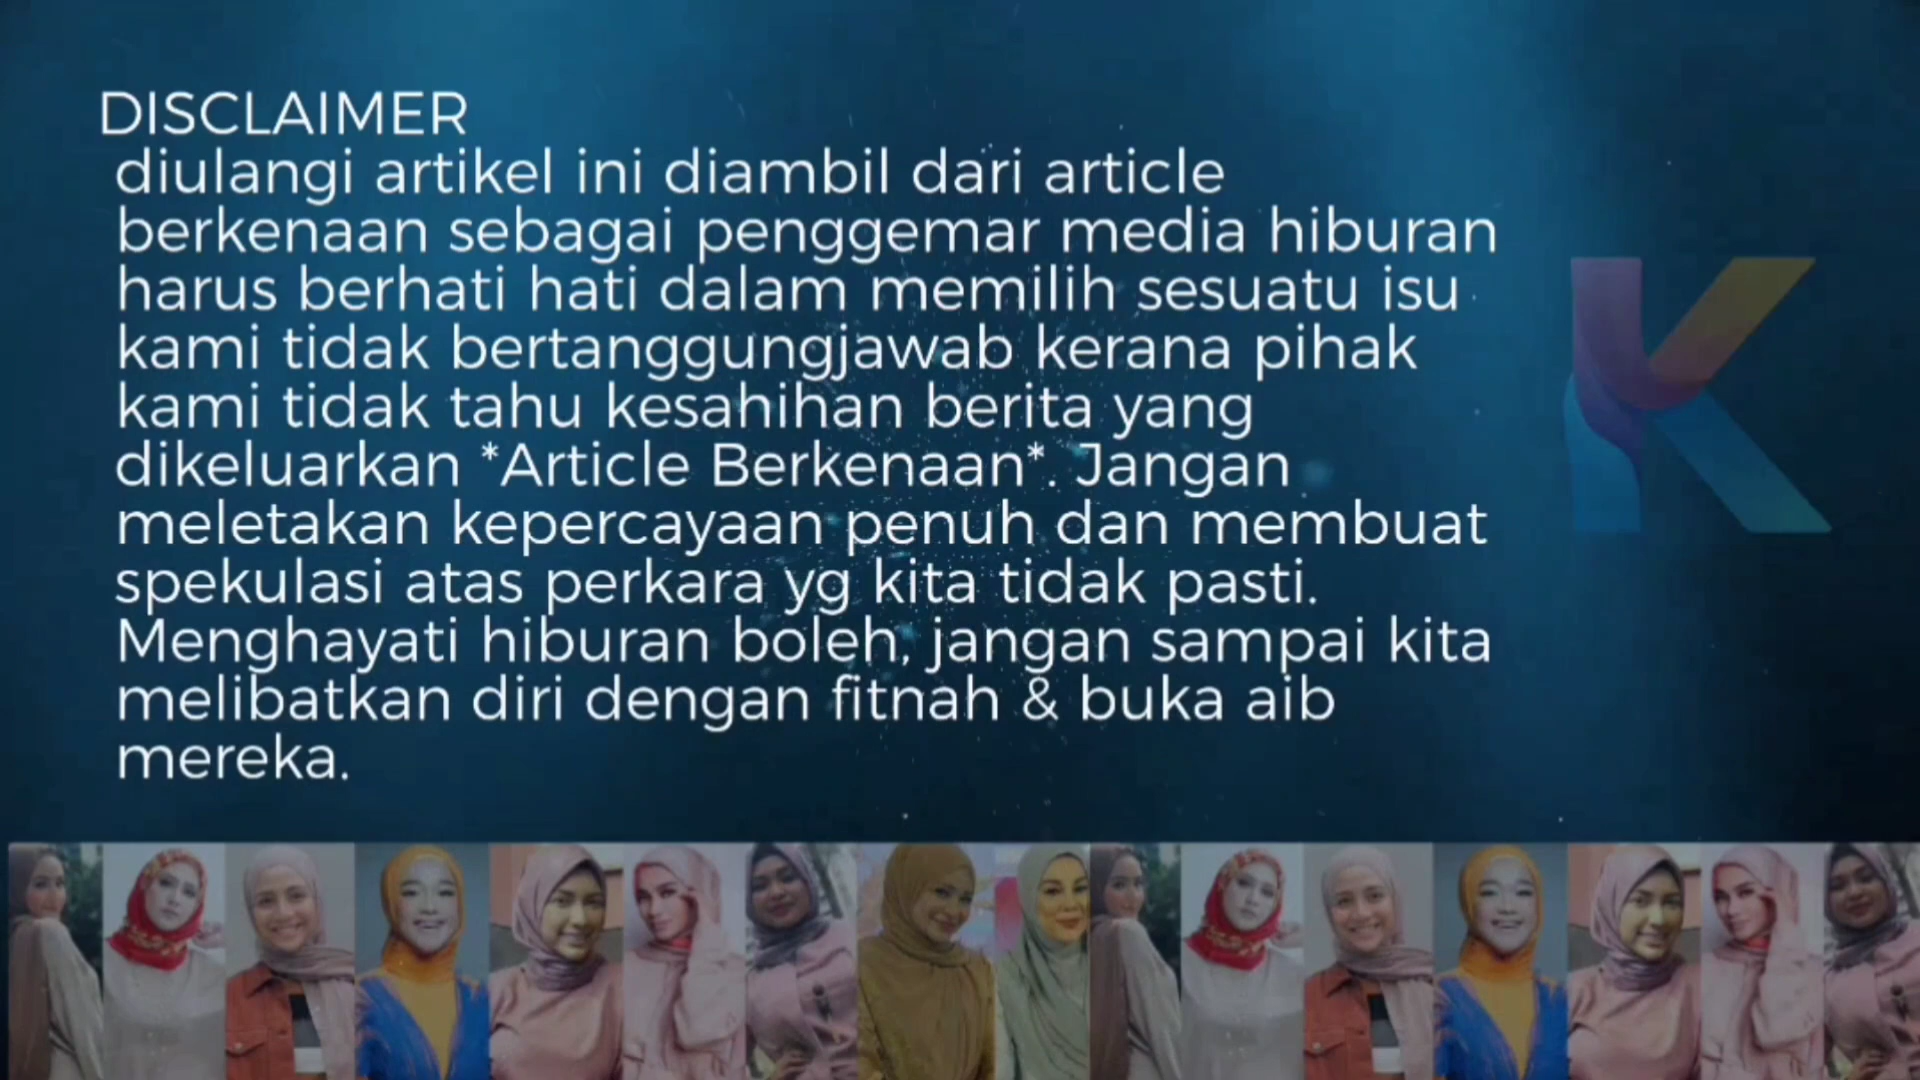 DISCLAIMER
diulangi artikel ini diambil dari article
berkenaan sebagai penggemar media hiburan
harus berhati hati dalam memilih sesuatu isu
kami tidak bertanggungjawab kerana pihak
kami tidak tahu kesahihan berita yang
dikeluarkan *Article Berkenaan*. Jangan
meletakan kepercayaan penuh dan membuat
spekulasi atas perkara yg kita tidak pasti.
Menghayati hiburan boleh, jangan sampai kita
melibatkan diri dengan fitnah & buka aib
mereka.
K